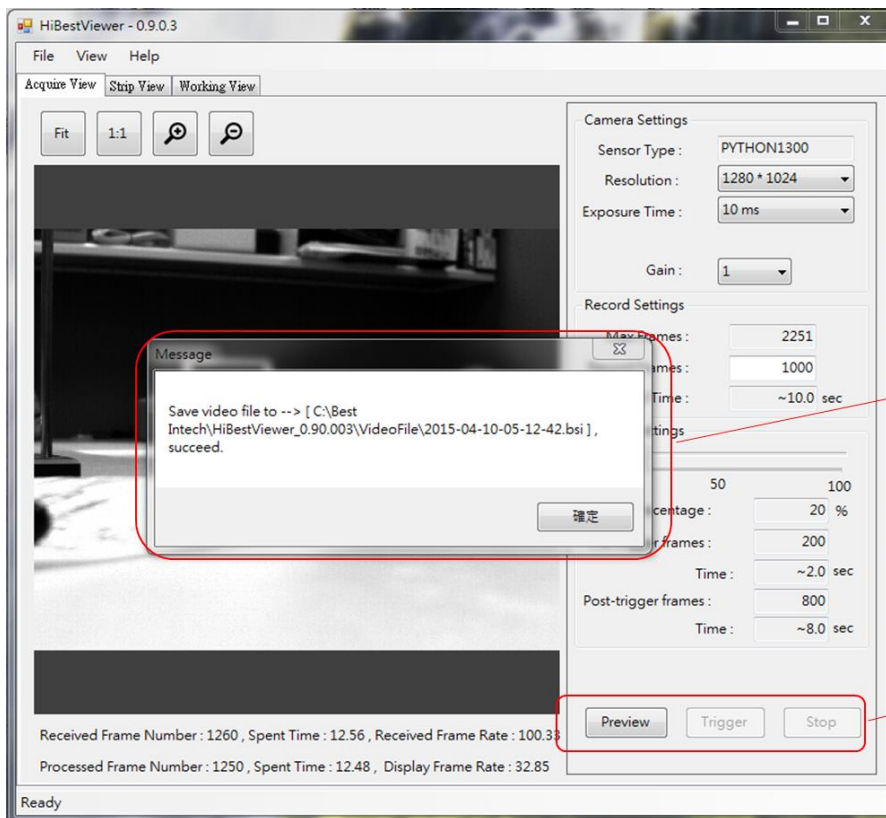 HiBestViewer - 0.9.0.3
File View Help
Acquire View Strip View Working View
Fit 1:1
Camera Settings
Sensor Type : PYTHON1300
Resolution : 1280 * 1024
Exposure Time : 10 ms
Gain : 1
Record Settings
Max Frames : 2251
1000
Time : ~10.0 sec
Message
Save video file to --> [ C:\Best
Intech\HiBestViewer_0.90.003\VideoFile\2015-04-10-05-12-42.bsi ] ,
succeed.
確定
50 100
20 %
200
Time : ~2.0 sec
Post-trigger frames : 800
Time : ~8.0 sec
Preview Trigger Stop
Received Frame Number : 1260 , Spent Time : 12.56 , Received Frame Rate : 100.33
Processed Frame Number : 1250 , Spent Time : 12.48 , Display Frame Rate : 32.85
Ready